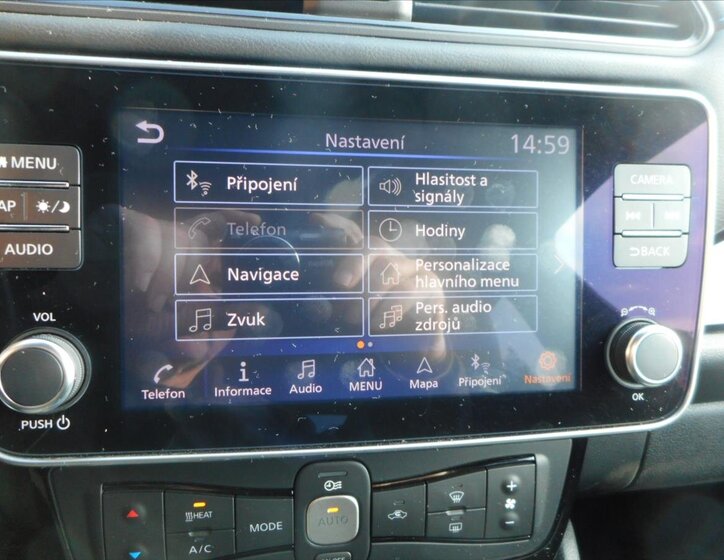 Nastavení
14:59
MENU
Připojení
Hlasitost a
signály
CAMERA
Telefon
Hodiny
AUDIO
Navigace
Personalizace
hlavního menu
BACK
Zvuk
Pers. audio
zdrojů
VOL
Telefon
Informace
Audio
MENU
Mapa
Připojení
Nastavení
PUSH
OK
HEAT
MODE
AUTO
A/C
+
-